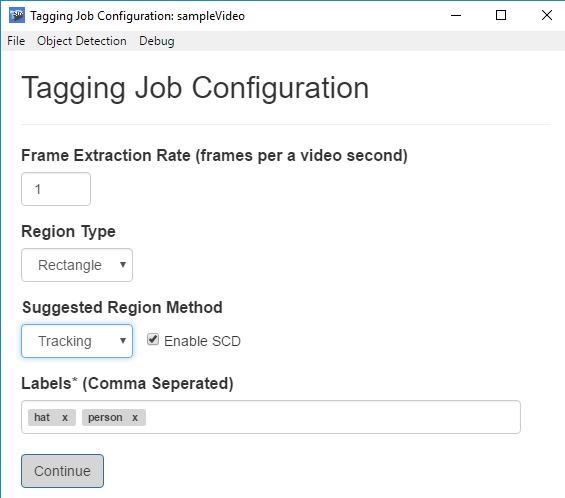 Tagging Job Configuration: sampleVideo
File Object Detection Debug
Tagging Job Configuration
Frame Extraction Rate (frames per a video second)
1
Region Type
Rectangle
Suggested Region Method
Tracking Enable SCD
Labels* (Comma Seperated)
hat x person x
Continue